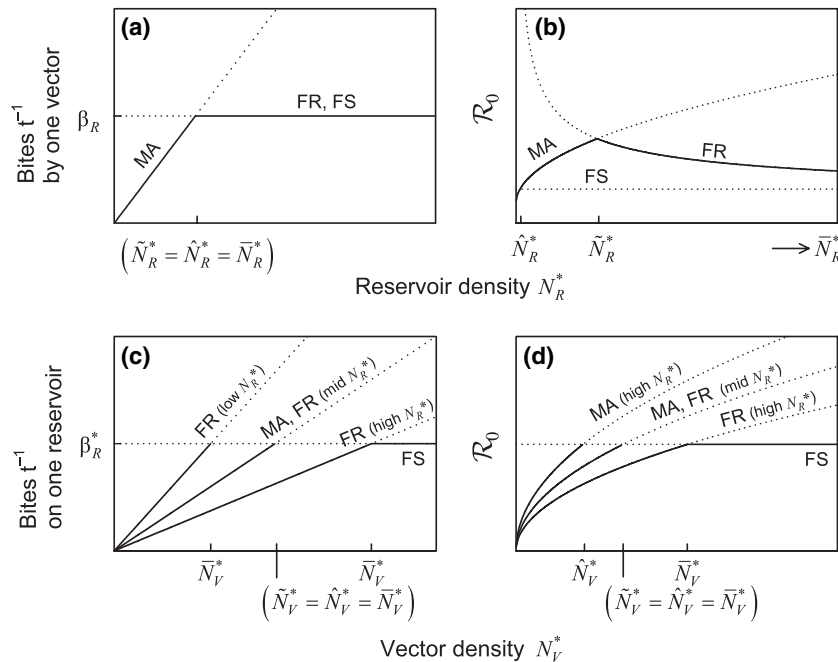 (a)
Bites t⁻¹
by one vector
β_R
MA
FR, FS
(Ñ*_R = N̂*_R = N̄*_R)
(b)
ℛ₀
MA
FR
FS
N̂*_R
Ñ*_R
→ N̄*_R
Reservoir density N*_R
(c)
Bites t⁻¹
on one reservoir
β*_R
FR (low N_R*)
MA, FR (mid N_R*)
FR (high N_R*)
FS
N̄*_V
N̄*_V
(Ñ*_V = N̂*_V = N̄*_V)
(d)
ℛ₀
MA (high N_R*)
MA, FR (mid N_R*)
FR (high N_R*)
FS
N̂*_V
N̄*_V
(Ñ*_V = N̂*_V = N̄*_V)
Vector density N*_V